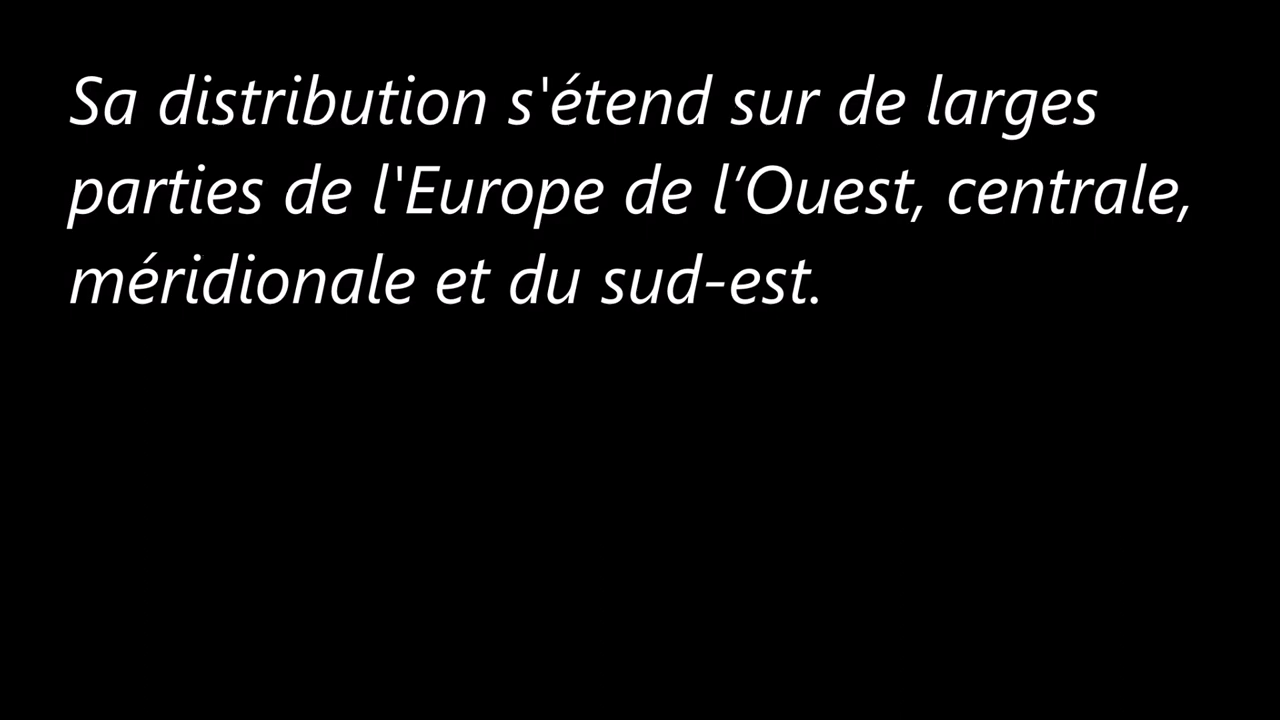 Sa distribution s'étend sur de larges
parties de l'Europe de l’Ouest, centrale,
méridionale et du sud-est.